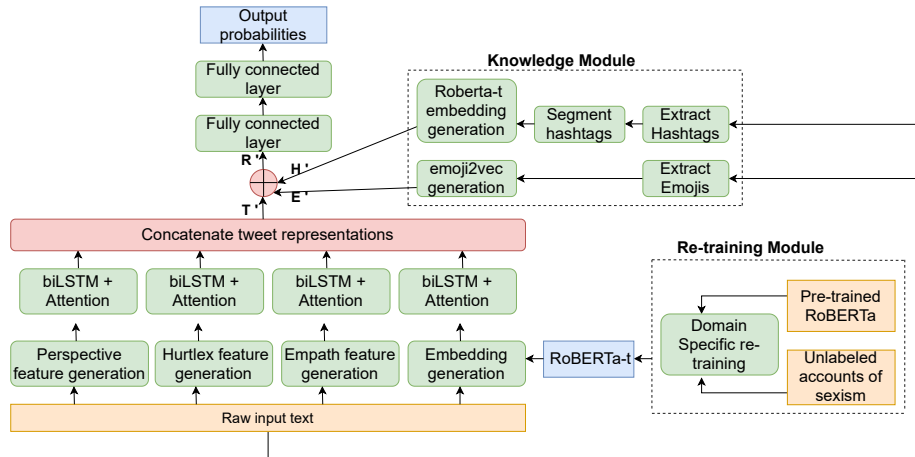 Output
probabilities
Fully connected
layer
Fully connected
layer
R '
H '
E '
T '
Knowledge Module
Roberta-t
embedding
generation
Segment
hashtags
Extract
Hashtags
emoji2vec
generation
Extract
Emojis
Concatenate tweet representations
biLSTM +
Attention
biLSTM +
Attention
biLSTM +
Attention
biLSTM +
Attention
Perspective
feature generation
Hurtlex feature
generation
Empath feature
generation
Embedding
generation
RoBERTa-t
Re-training Module
Domain
Specific re-
training
Pre-trained
RoBERTa
Unlabeled
accounts of
sexism
Raw input text